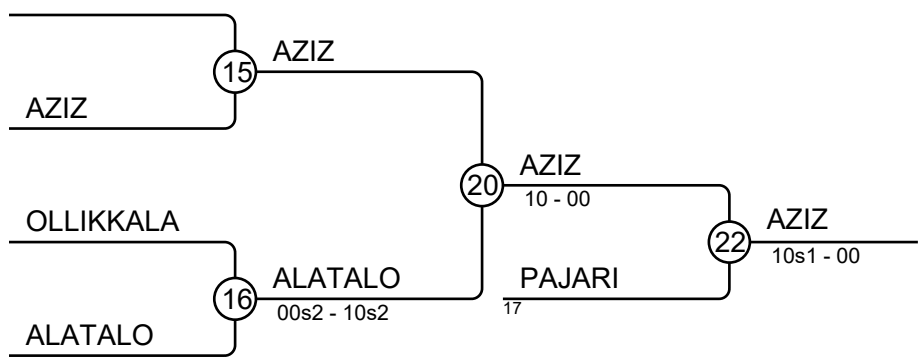 AZIZ
15
AZIZ
AZIZ
20
10 - 00
OLLIKKALA
AZIZ
22
10s1 - 00
16
ALATALO
00s2 - 10s2
PAJARI
17
ALATALO